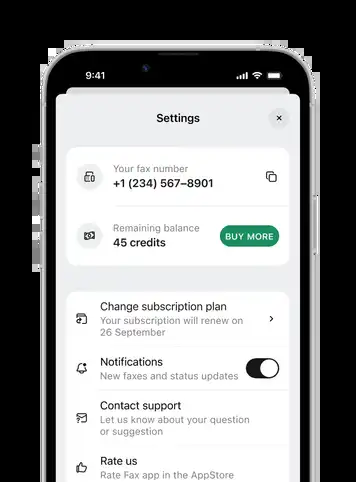 9:41
Settings
Your fax number
+1 (234) 567–8901
Remaining balance
45 credits
BUY MORE
Change subscription plan
Your subscription will renew on
26 September
Notifications
New faxes and status updates
Contact support
Let us know about your question
or suggestion
Rate us
Rate Fax app in the AppStore